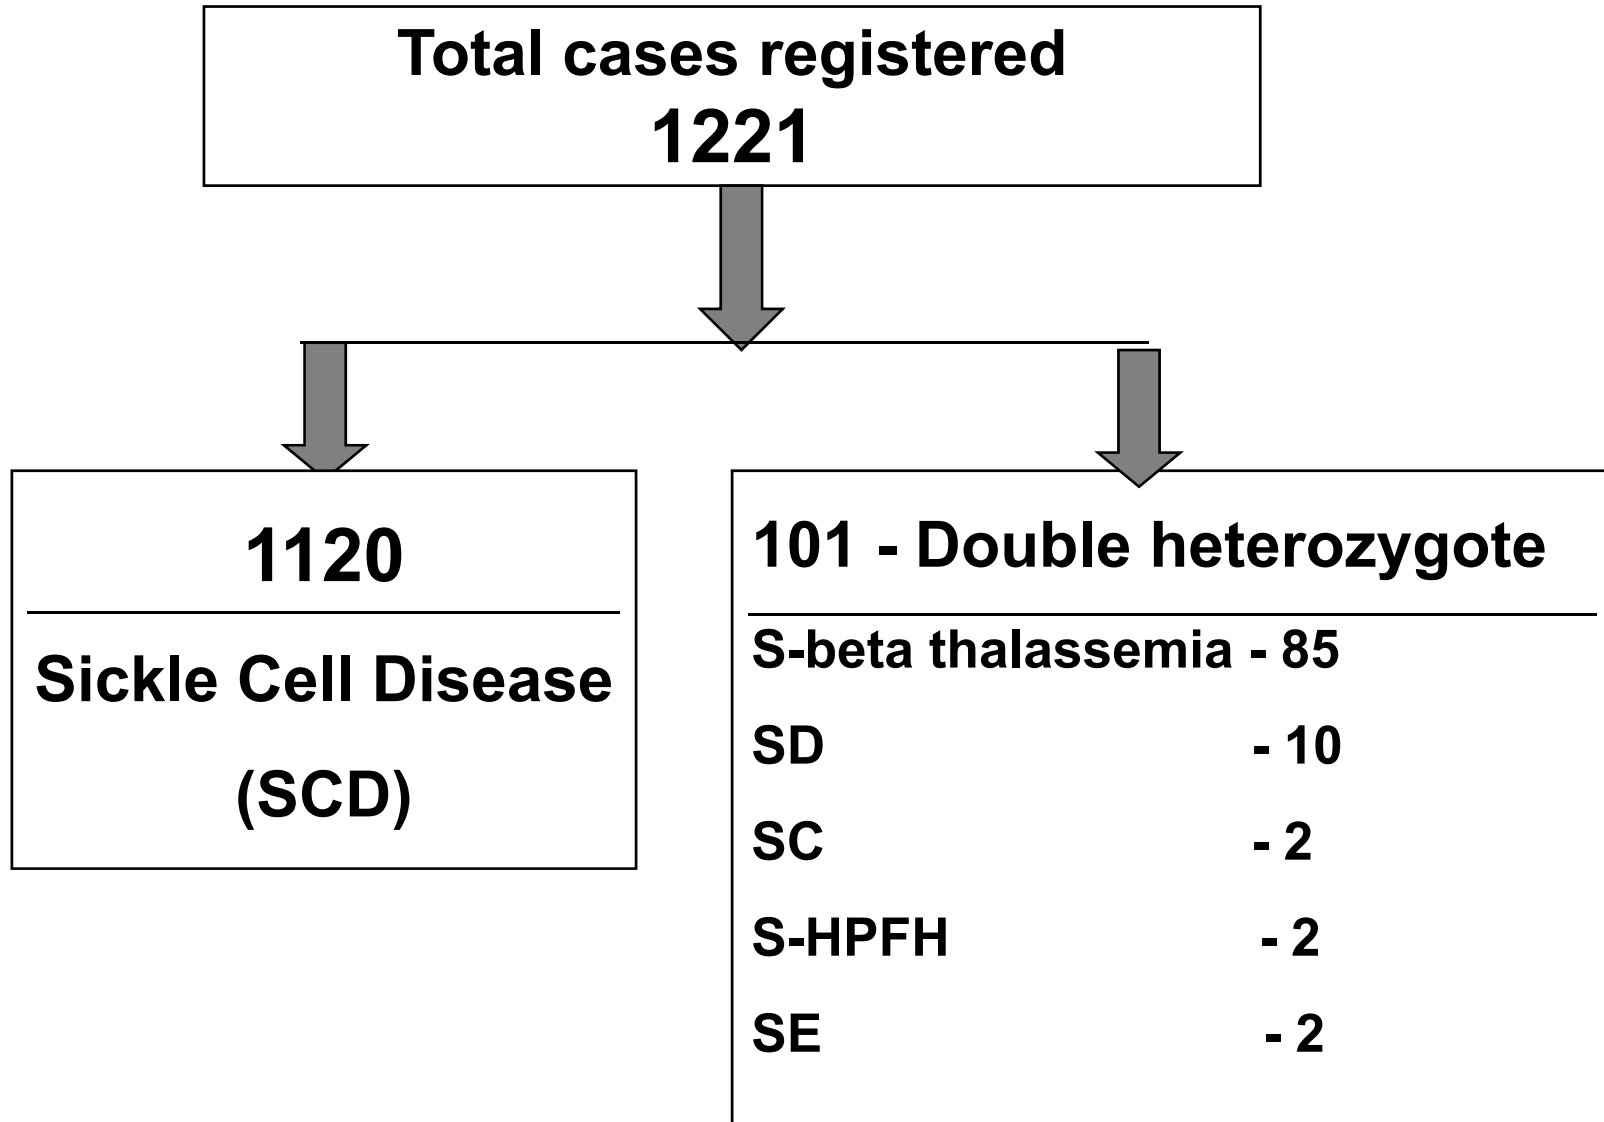 Total cases registered
1221
1120
Sickle Cell Disease
(SCD)
101 - Double heterozygote
S-beta thalassemia - 85
SD - 10
SC - 2
S-HPFH - 2
SE - 2